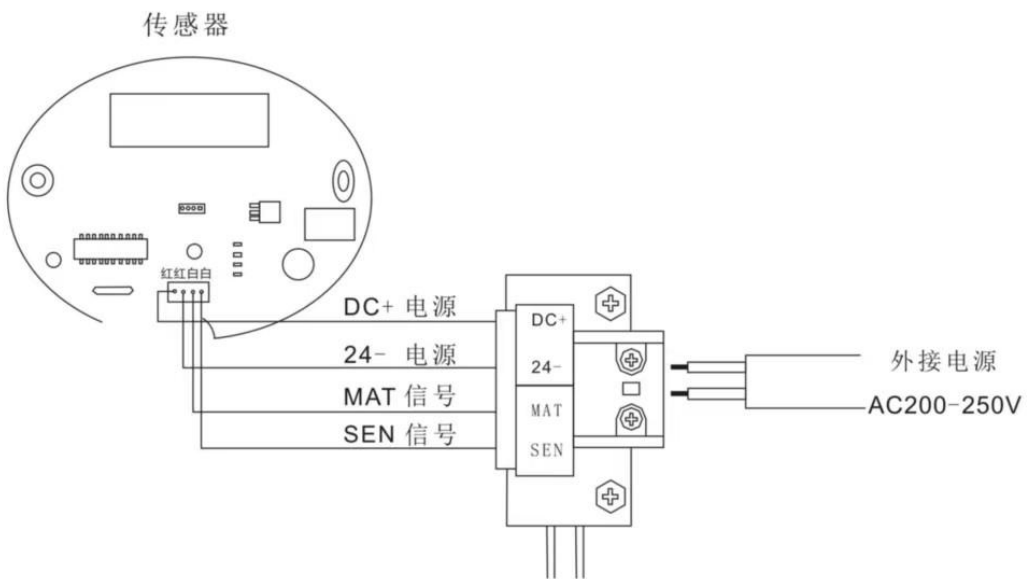 传感器
红红白白
DC+ 电源
24- 电源
MAT 信号
SEN 信号
DC+
24-
MAT
SEN
外接电源
AC200-250V